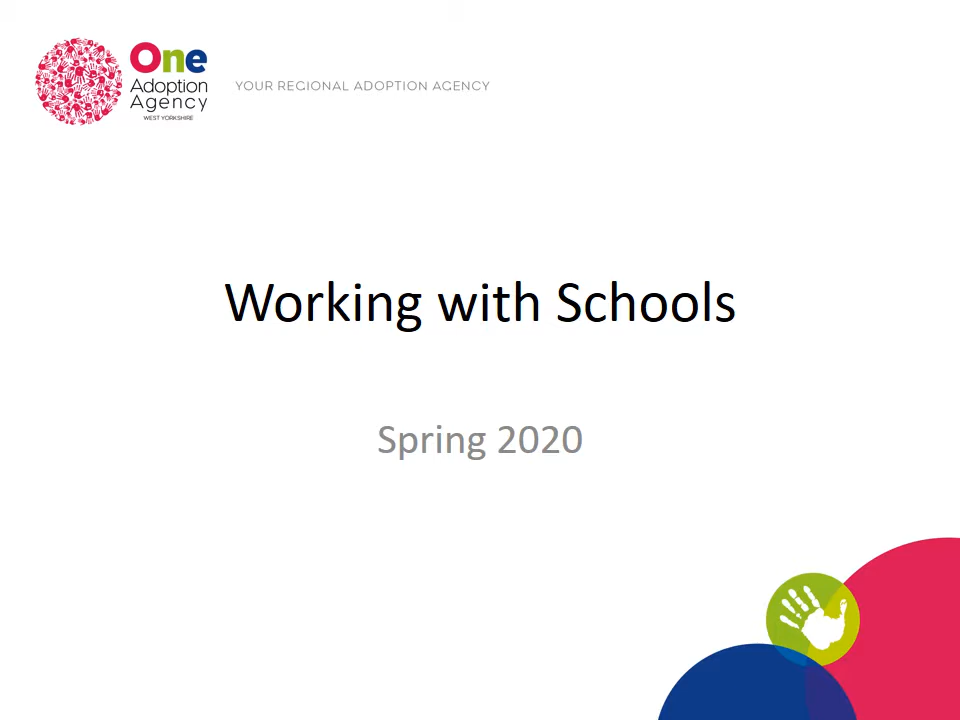 One
Adoption
Agency
WEST YORKSHIRE
YOUR REGIONAL ADOPTION AGENCY
Working with Schools
Spring 2020